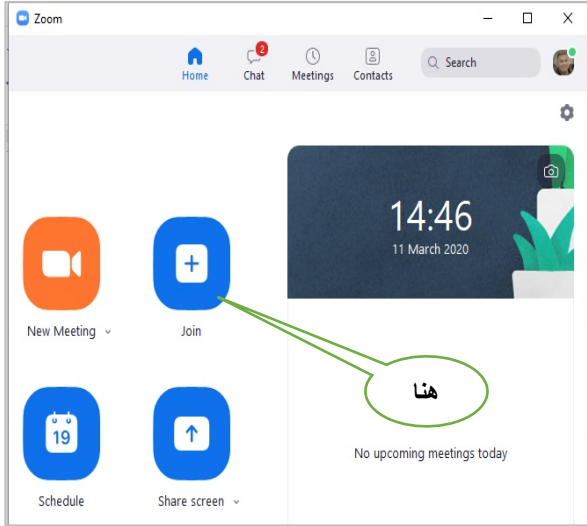 Zoom
2
Home
Chat
Meetings
Contacts
Search
14:46
11 March 2020
New Meeting
Join
هنا
19
No upcoming meetings today
Schedule
Share screen